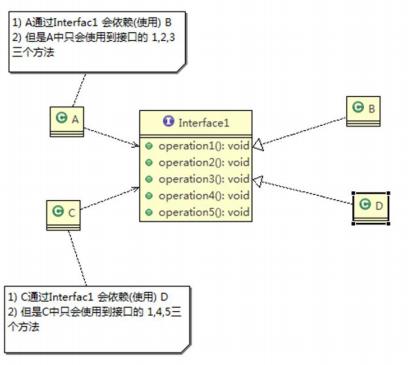 1) A通过Interfac1 会依赖(使用) B
2) 但是A中只会使用到接口的 1,2,3
三个方法
C A
I Interface1
C B
operation1(): void
operation2(): void
operation3(): void
operation4(): void
operation5(): void
C D
C C
1) C通过Interfac1 会依赖(使用) D
2) 但是C中只会使用到接口的 1,4,5三
个方法